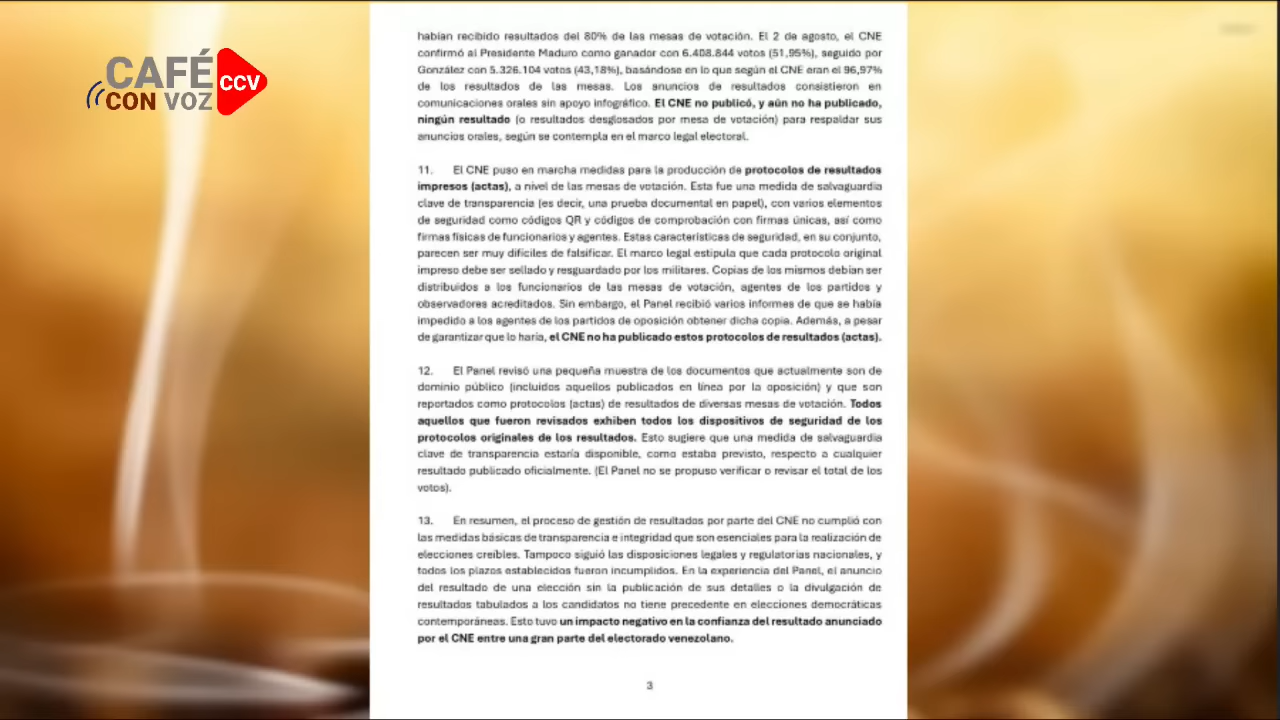 CAFÉ
CON VOZ
CCV
habían recibido resultados del 80% de las mesas de votación. El 2 de agosto, el CNE
confirmó al Presidente Maduro como ganador con 6.408.844 votos (51,95%), seguido por
González con 5.326.104 votos (43,18%), basándose en lo que según el CNE eran el 96,97%
de los resultados de las mesas. Los anuncios de resultados consistieron en
comunicaciones orales sin apoyo infográfico. El CNE no publicó, y aún no ha publicado,
ningún resultado (o resultados desglosados por mesa de votación) para respaldar sus
anuncios orales, según se contempla en el marco legal electoral.
11. El CNE puso en marcha medidas para la producción de protocolos de resultados
impresos (actas), a nivel de las mesas de votación. Esta fue una medida de salvaguardia
clave de transparencia (es decir, una prueba documental en papel), con varios elementos
de seguridad como códigos QR y códigos de comprobación con firmas únicas, así como
firmas físicas de funcionarios y agentes. Estas características de seguridad, en su conjunto,
parecen ser muy difíciles de falsificar. El marco legal estipula que cada protocolo original
impreso debe ser sellado y resguardado por los militares. Copias de los mismos debían ser
distribuidos a los funcionarios de las mesas de votación, agentes de los partidos y
observadores acreditados. Sin embargo, el Panel recibió varios informes de que se había
impedido a los agentes de los partidos de oposición obtener dicha copia. Además, a pesar
de garantizar que lo haría, el CNE no ha publicado estos protocolos de resultados (actas).
12. El Panel revisó una pequeña muestra de los documentos que actualmente son de
dominio público (incluidos aquellos publicados en línea por la oposición) y que son
reportados como protocolos (actas) de resultados de diversas mesas de votación. Todos
aquellos que fueron revisados exhiben todos los dispositivos de seguridad de los
protocolos originales de los resultados. Esto sugiere que una medida de salvaguardia
clave de transparencia estaría disponible, como estaba previsto, respecto a cualquier
resultado publicado oficialmente. (El Panel no se propuso verificar o revisar el total de los
votos).
13. En resumen, el proceso de gestión de resultados por parte del CNE no cumplió con
las medidas básicas de transparencia e integridad que son esenciales para la realización de
elecciones creíbles. Tampoco siguió las disposiciones legales y regulatorias nacionales, y
todos los plazos establecidos fueron incumplidos. En la experiencia del Panel, el anuncio
del resultado de una elección sin la publicación de sus detalles o la divulgación de
resultados tabulados a los candidatos no tiene precedente en elecciones democráticas
contemporáneas. Esto tuvo un impacto negativo en la confianza del resultado anunciado
por el CNE entre una gran parte del electorado venezolano.
3